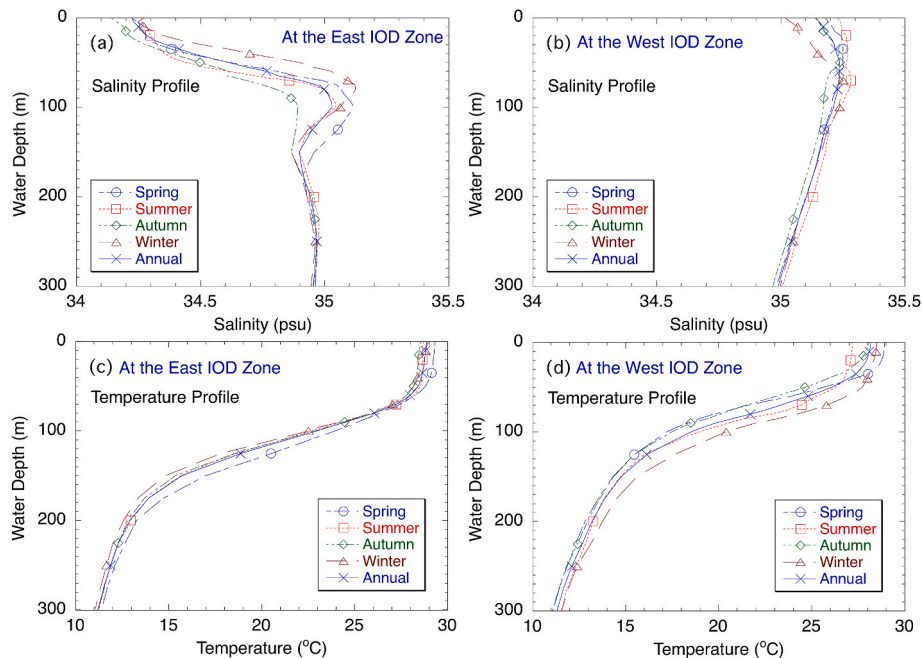 (a)
At the East IOD Zone
Salinity Profile
Water Depth (m)
0
100
200
300
Spring
Summer
Autumn
Winter
Annual
34
34.5
35
35.5
Salinity (psu)
(b)
At the West IOD Zone
Salinity Profile
Water Depth (m)
0
100
200
300
Spring
Summer
Autumn
Winter
Annual
34
34.5
35
35.5
Salinity (psu)
(c) At the East IOD Zone
Temperature Profile
Water Depth (m)
0
100
200
300
Spring
Summer
Autumn
Winter
Annual
10
15
20
25
30
Temperature (°C)
(d) At the West IOD Zone
Temperature Profile
Water Depth (m)
0
100
200
300
Spring
Summer
Autumn
Winter
Annual
10
15
20
25
30
Temperature (°C)